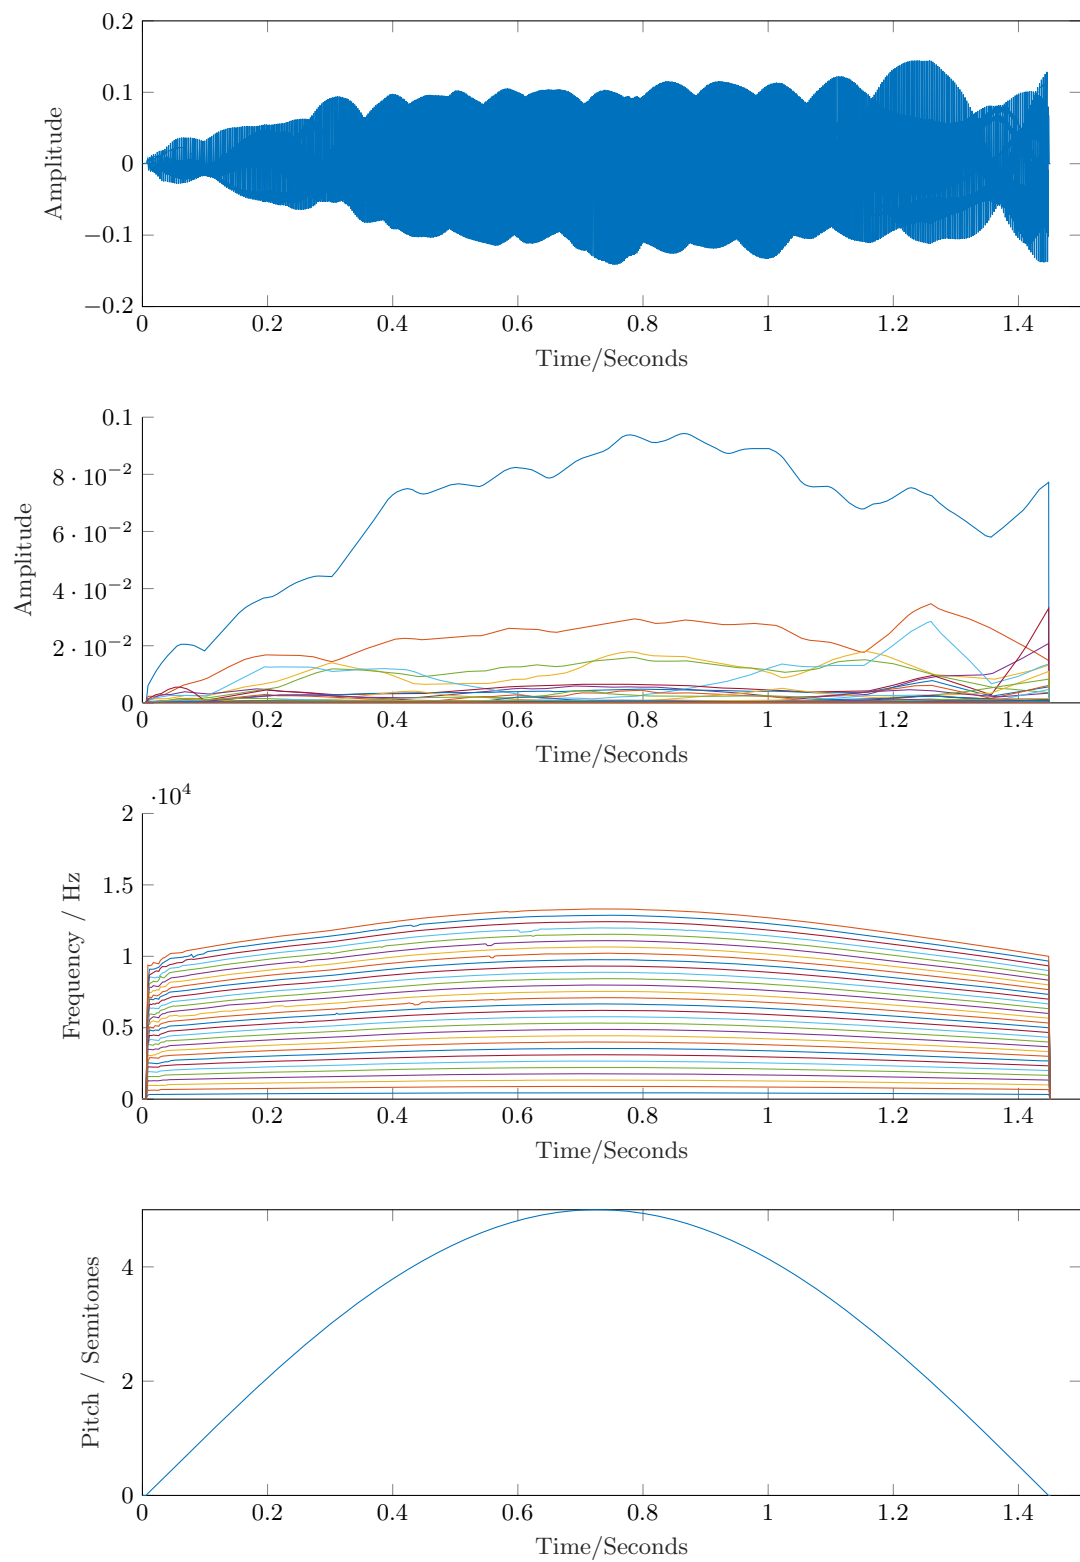 0.2
0.1
0
−0.1
−0.2
Amplitude
0 0.2 0.4 0.6 0.8 1 1.2 1.4
Time/Seconds
0.1
8 · 10⁻²
6 · 10⁻²
4 · 10⁻²
2 · 10⁻²
0
Amplitude
0 0.2 0.4 0.6 0.8 1 1.2 1.4
Time/Seconds
·10⁴
2
1.5
1
0.5
0
Frequency / Hz
0 0.2 0.4 0.6 0.8 1 1.2 1.4
Time/Seconds
4
2
0
Pitch / Semitones
0 0.2 0.4 0.6 0.8 1 1.2 1.4
Time/Seconds